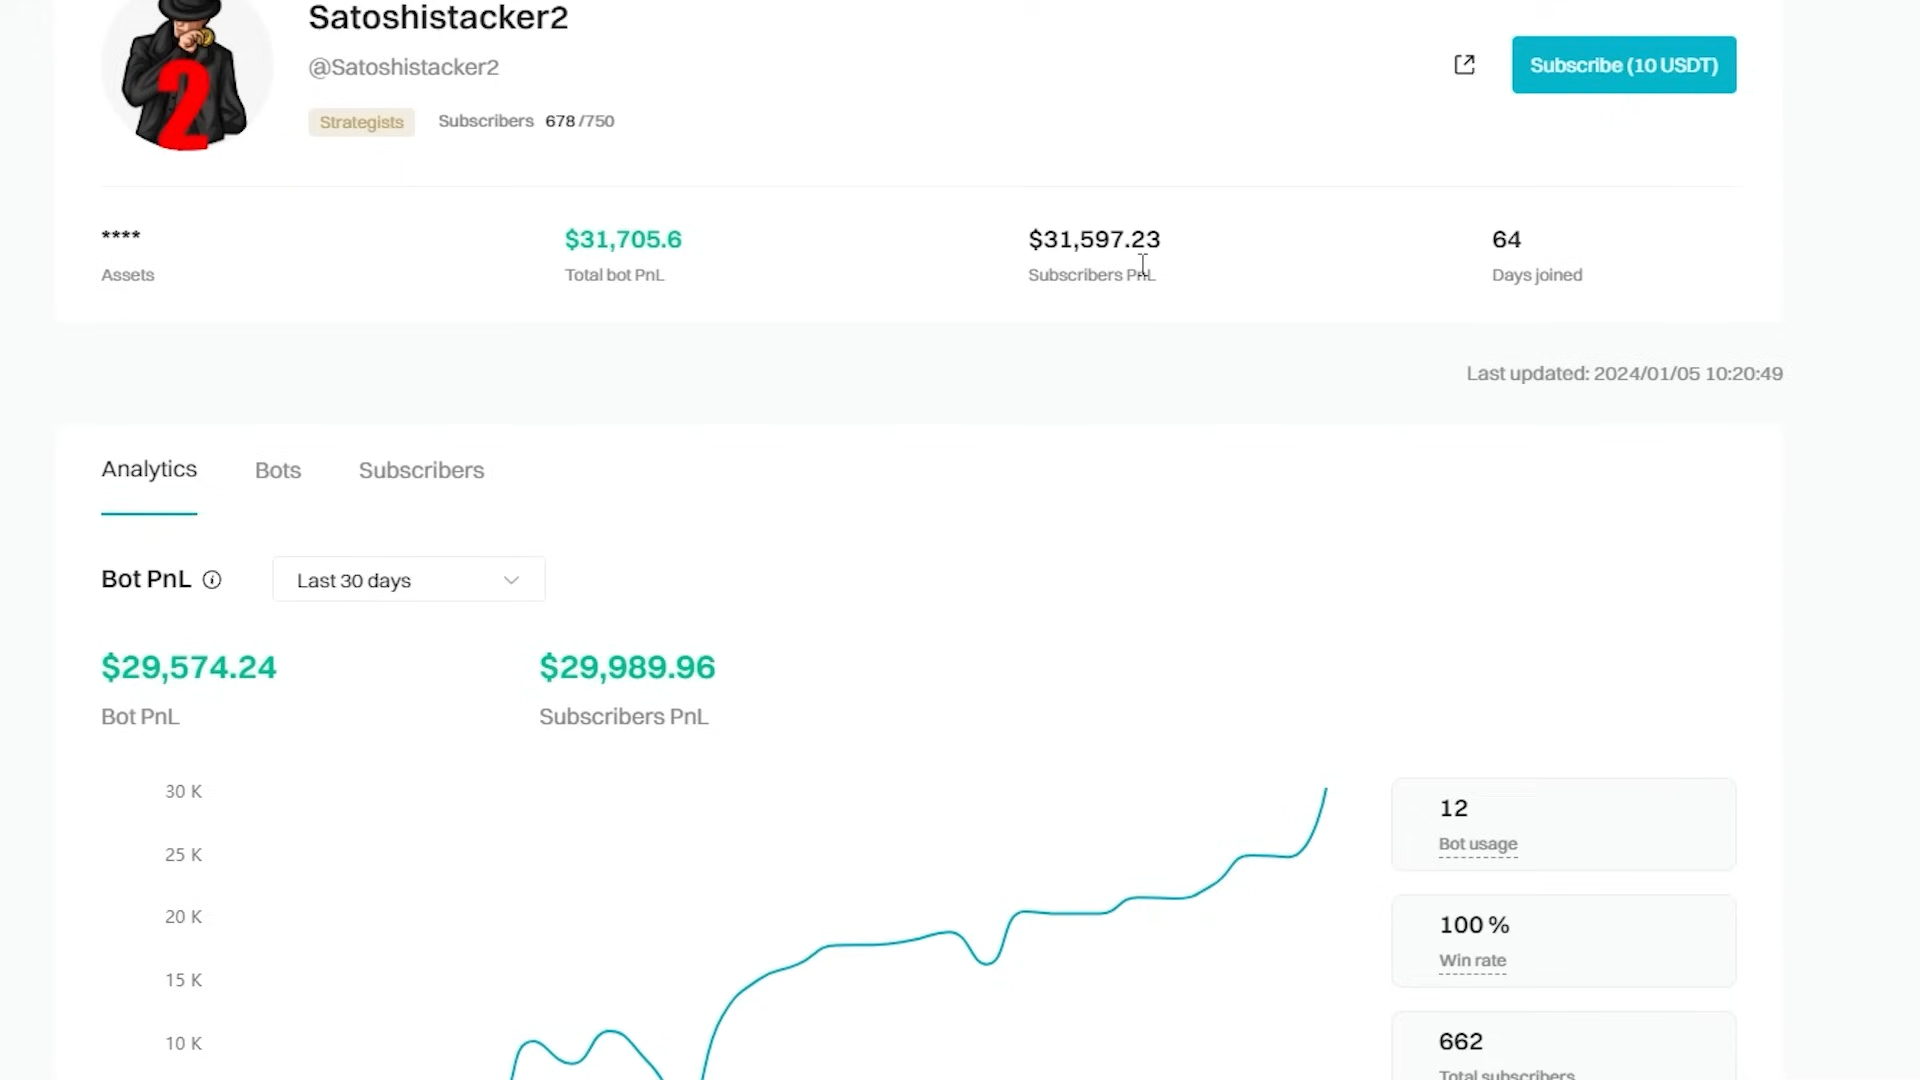 Satoshistacker2
@Satoshistacker2
Strategists Subscribers 678/750
Subscribe (10 USDT)
2
**** $31,705.6 $31,597.23 64
Assets Total bot PnL Subscribers PnL Days joined
Last updated: 2024/01/05 10:20:49
Analytics Bots Subscribers
Bot PnL Last 30 days
$29,574.24 $29,989.96
Bot PnL Subscribers PnL
30 K
25 K
20 K
15 K
10 K
12
Bot usage
100 %
Win rate
662
Total subscribers